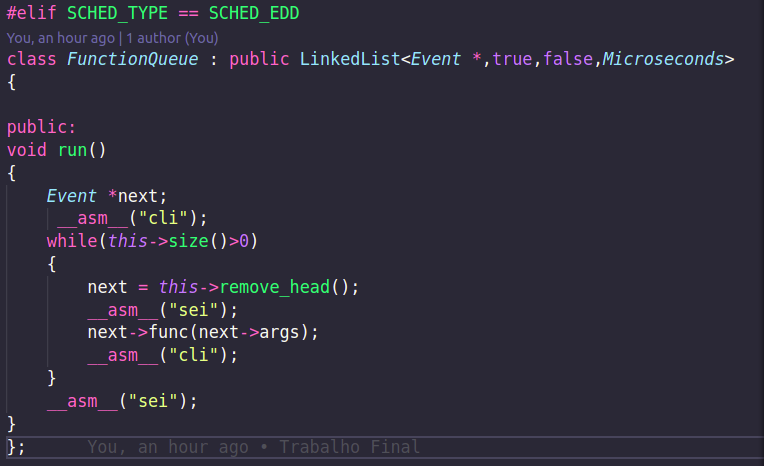 #elif SCHED_TYPE == SCHED_EDD
You, an hour ago | 1 author (You)
class FunctionQueue : public LinkedList<Event *,true,false,Microseconds>
{
public:
void run()
{
Event *next;
__asm__("cli");
while(this->size()>0)
{
next = this->remove_head();
__asm__("sei");
next->func(next->args);
__asm__("cli");
}
__asm__("sei");
}
}; You, an hour ago • Trabalho Final